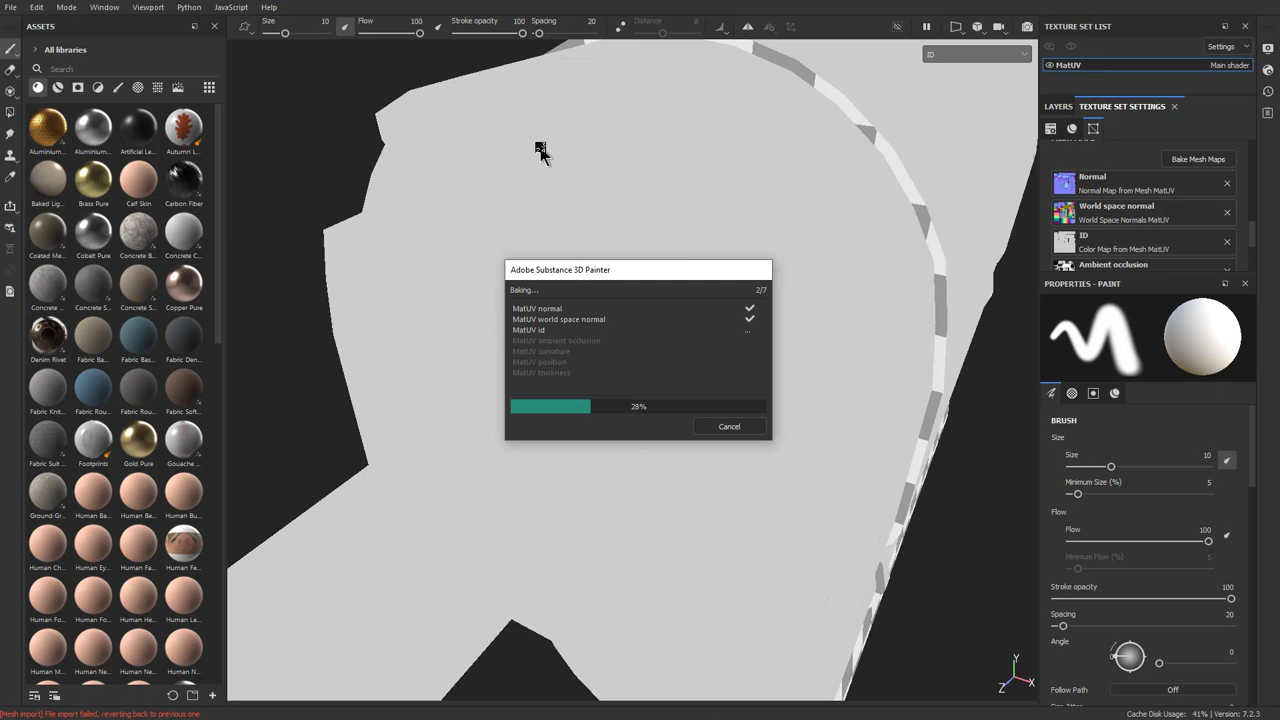 File Edit Mode Window Viewport Python JavaScript Help
ASSETS
All libraries
Search
Aluminium... Aluminium... Artificial Le... Autumn L...
Baked Lig... Brass Pure Calf Skin Carbon Fiber
Coated Me... Cobalt Pure Concrete B... Concrete C...
Concrete S... Concrete S... Concrete S... Copper Pure
Denim Rivet Fabric Ba... Fabric Bas... Fabric Den...
Fabric Knit... Fabric Rou... Fabric Rou... Fabric Soft...
Fabric Suit ... Footprints Gold Pure Gouache ...
Ground Gr... Human Ba... Human Be... Human Bu...
Human Ch... Human Ey... Human Fa... Human Fe...
Human Fo... Human Fo... Human He... Human Le...
Human M... Human Ne... Human Ne... Human N...
Size 10 Flow 100 Stroke opacity 100 Spacing 20 Distance 8
ID
Adobe Substance 3D Painter
Baking... 2/7
MatUV normal
MatUV world space normal
MatUV id ...
MatUV ambient occlusion
MatUV curvature
MatUV position
MatUV thickness
28%
Cancel
Y
Z X
TEXTURE SET LIST
Settings
MatUV Main shader
LAYERS TEXTURE SET SETTINGS
Bake Mesh Maps
Normal
Normal Map from Mesh MatUV
World space normal
World Space Normals MatUV
ID
Color Map from Mesh MatUV
Ambient occlusion
PROPERTIES - PAINT
BRUSH
Size
Size 10
Minimum Size (%) 5
Flow
Flow 100
Minimum Flow (%) 5
Stroke opacity 100
Spacing 20
Angle 0
Follow Path Off
[Mesh import] File import failed, reverting back to previous one
Cache Disk Usage: 41% | Version: 7.2.3